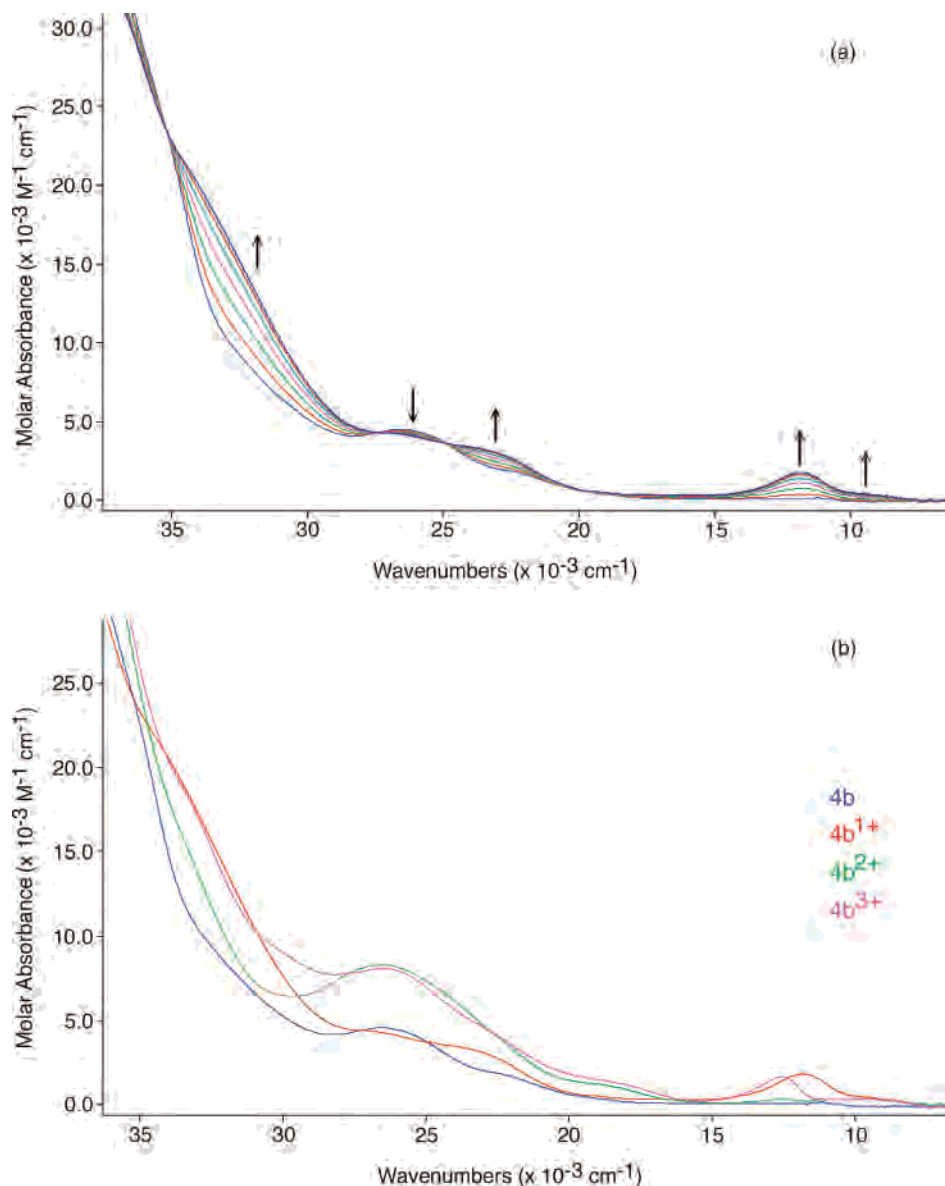 (a)
Molar Absorbance (x 10-3 M-1 cm-1)
30.0
25.0
20.0
15.0
10.0
5.0
0.0
35 30 25 20 15 10
Wavenumbers (x 10-3 cm-1)
(b)
Molar Absorbance (x 10-3 M-1 cm-1)
25.0
20.0
15.0
10.0
5.0
0.0
4b
4b1+
4b2+
4b3+
35 30 25 20 15 10
Wavenumbers (x 10-3 cm-1)